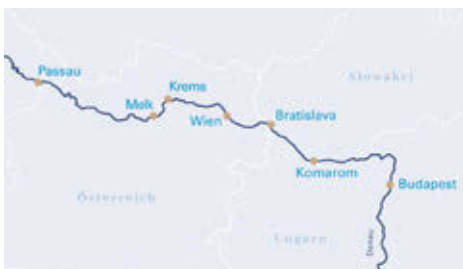 Passau
Krems
Slowakei
Melk
Wien
Bratislava
Komarom
Budapest
Österreich
Ungarn
Donau